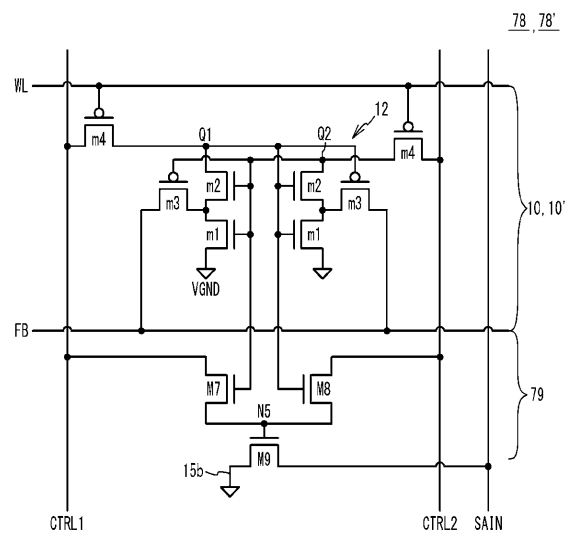 78, 78'
WL
12
m4
Q1
Q2
m4
m2
m2
m3
m3
m1
m1
10, 10'
VGND
FB
M7
M8
79
N5
M9
15b
CTRL1
CTRL2
SAIN